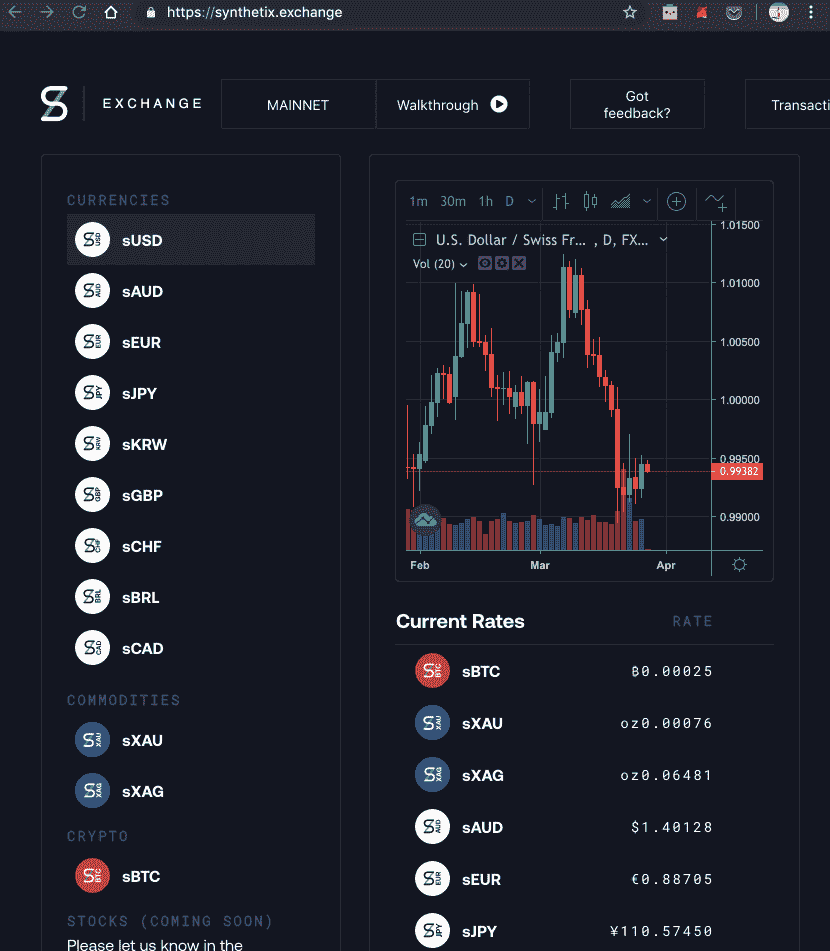 https://synthetix.exchange
EXCHANGE
MAINNET
Walkthrough
Got
feedback?
Transacti
CURRENCIES
sUSD
sAUD
sEUR
sJPY
sKRW
sGBP
sCHF
sBRL
sCAD
COMMODITIES
sXAU
sXAG
CRYPTO
sBTC
STOCKS (COMING SOON)
Please let us know in the
1m 30m 1h D
U.S. Dollar / Swiss Fr... , D, FX...
Vol (20)
1.01500
1.01000
1.00500
1.00000
0.99500
0.99382
0.99000
Feb Mar Apr
Current Rates RATE
sBTC ฿0.00025
sXAU oz0.00076
sXAG oz0.06481
sAUD $1.40128
sEUR €0.88705
sJPY ¥110.57450